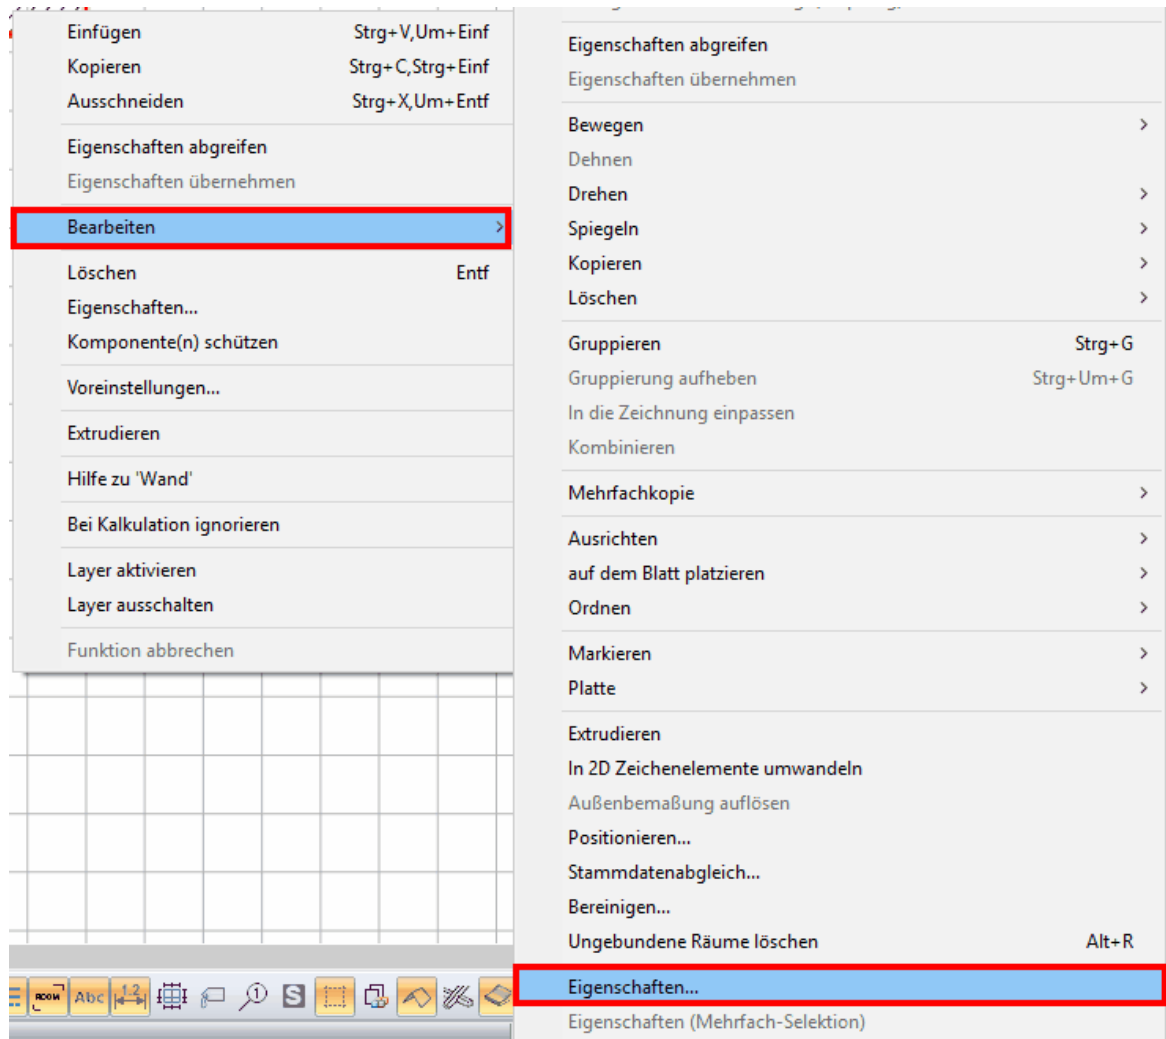 Einfügen Strg+V,Um+Einf
Kopieren Strg+C,Strg+Einf
Ausschneiden Strg+X,Um+Entf
Eigenschaften abgreifen
Eigenschaften übernehmen
Bearbeiten
Löschen Entf
Eigenschaften...
Komponente(n) schützen
Voreinstellungen...
Extrudieren
Hilfe zu 'Wand'
Bei Kalkulation ignorieren
Layer aktivieren
Layer ausschalten
Funktion abbrechen
Eigenschaften abgreifen
Eigenschaften übernehmen
Bewegen
Dehnen
Drehen
Spiegeln
Kopieren
Löschen
Gruppieren Strg+G
Gruppierung aufheben Strg+Um+G
In die Zeichnung einpassen
Kombinieren
Mehrfachkopie
Ausrichten
auf dem Blatt platzieren
Ordnen
Markieren
Platte
Extrudieren
In 2D Zeichenelemente umwandeln
Außenbemaßung auflösen
Positionieren...
Stammdatenabgleich...
Bereinigen...
Ungebundene Räume löschen Alt+R
Eigenschaften...
Eigenschaften (Mehrfach-Selektion)
ROOM Abc 1.2 1 S